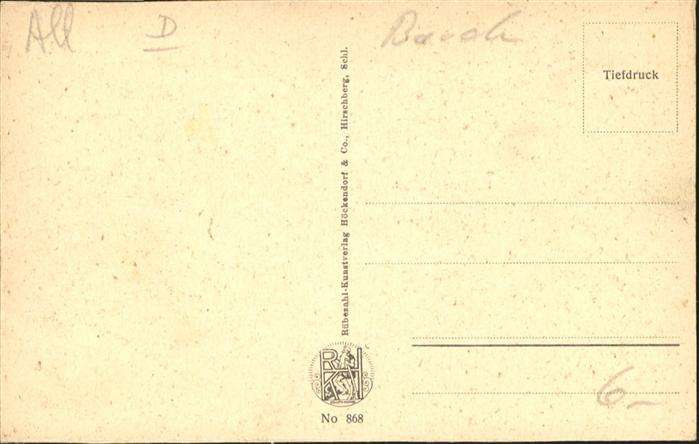 All
D
Tiefdruck
Rübezahl-Kunstverlag Höckendorf & Co., Hirschberg, Schl.
No 868
6.-